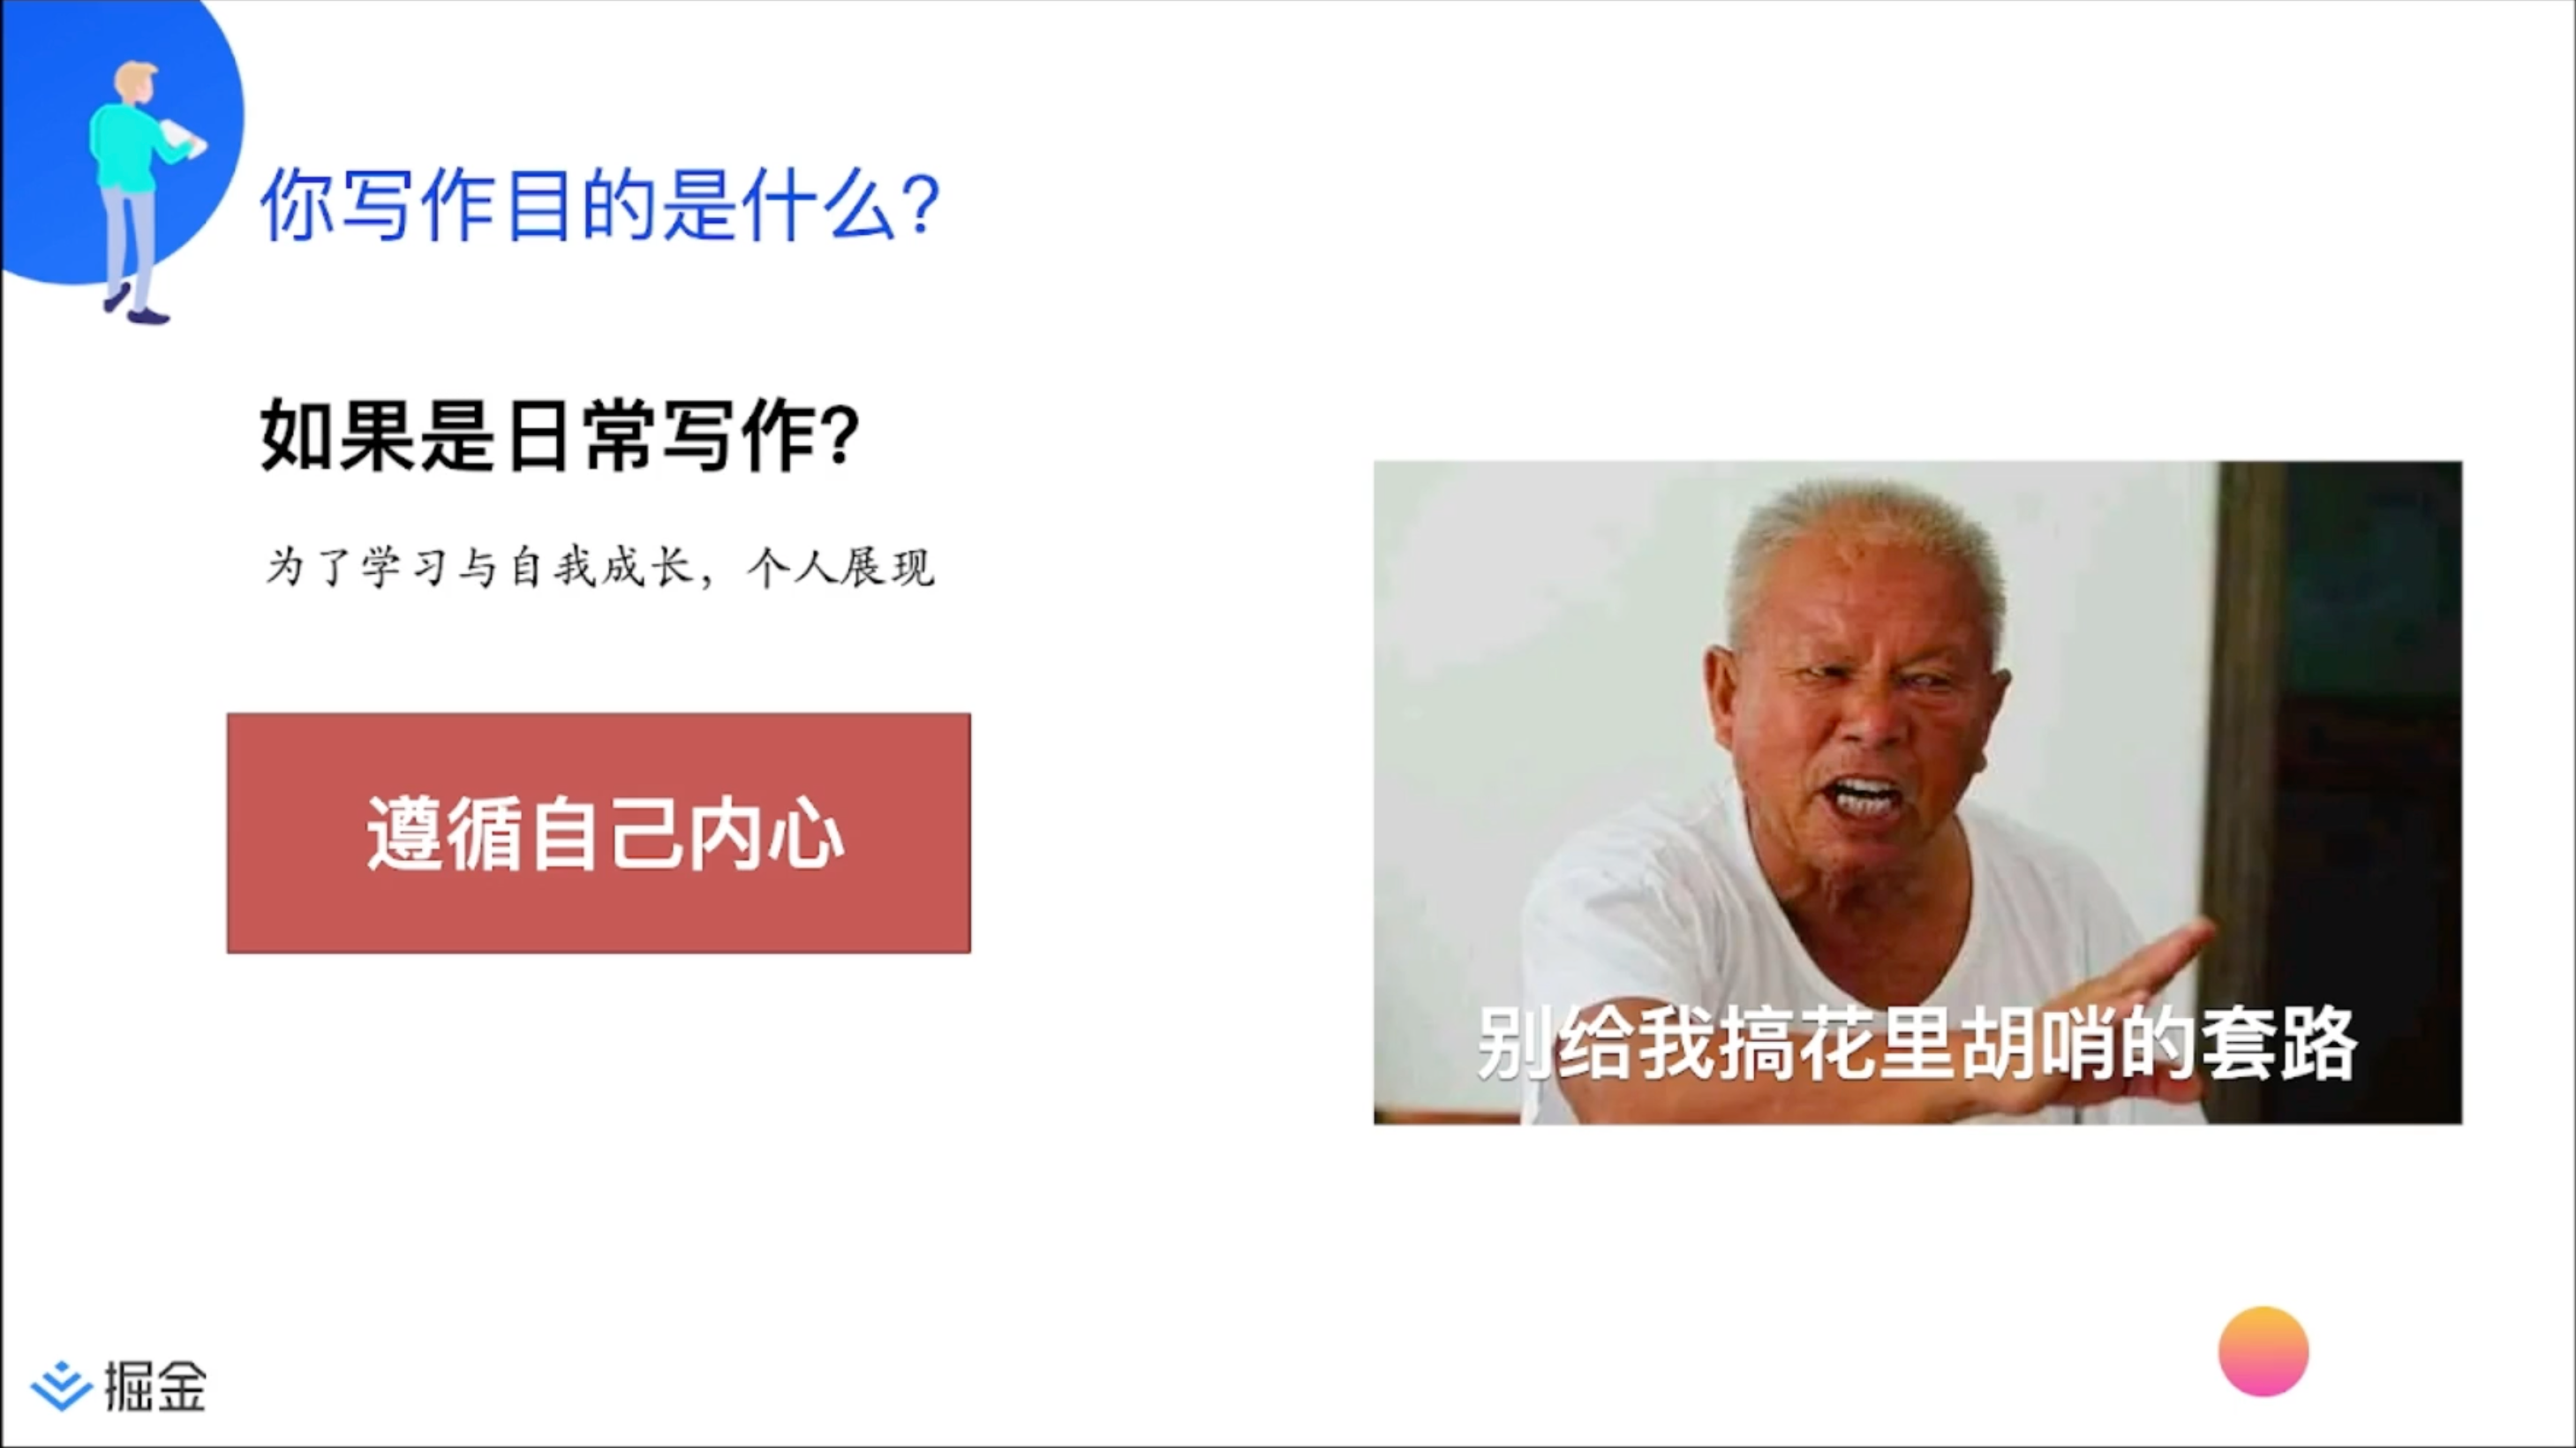 你写作目的是什么?
如果是日常写作?
为了学习与自我成长，个人展现
遵循自己内心
别给我搞花里胡哨的套路
掘金